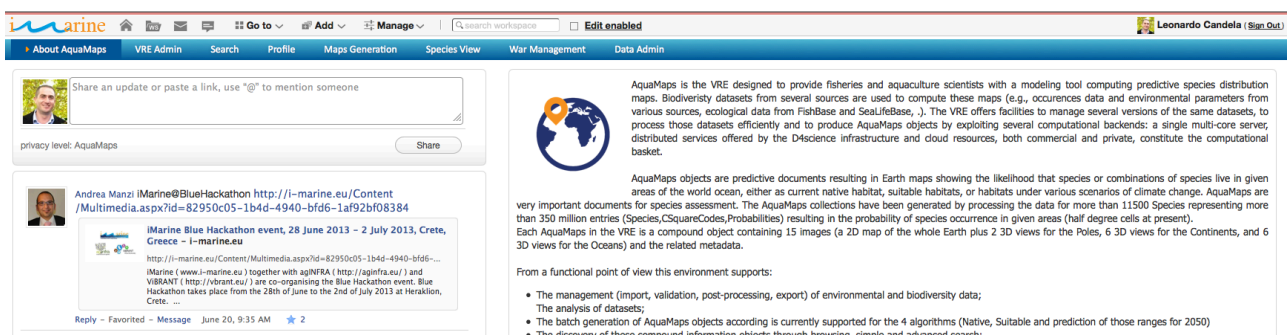 iMarine Go to Add Manage search workspace Edit enabled Leonardo Candela (Sign Out)
About AquaMaps VRE Admin Search Profile Maps Generation Species View War Management Data Admin
Share an update or paste a link, use "@" to mention someone
privacy level: AquaMaps Share
Andrea Manzi iMarine@BlueHackathon http://i-marine.eu/Content
/Multimedia.aspx?id=82950c05-1b4d-4940-bfd6-1af92bf08384
iMarine Blue Hackathon event, 28 June 2013 - 2 July 2013, Crete,
Greece - i-marine.eu
http://i-marine.eu/Content/Multimedia.aspx?id=82950c05-1b4d-4940-bfd6-...
iMarine ( www.i-marine.eu ) together with agINFRA ( http://aginfra.eu/ ) and
ViBRANT ( http://vbrant.eu/ ) are co-organising the Blue Hackathon event. Blue
Hackathon takes place from the 28th of June to the 2nd of July 2013 at Heraklion,
Crete. ...
Reply - Favorited - Message June 20, 9:35 AM 2
AquaMaps is the VRE designed to provide fisheries and aquaculture scientists with a modeling tool computing predictive species distribution
maps. Biodiveristy datasets from several sources are used to compute these maps (e.g., occurences data and environmental parameters from
various sources, ecological data from FishBase and SeaLifeBase, .). The VRE offers facilities to manage several versions of the same datasets, to
process those datasets efficiently and to produce AquaMaps objects by exploiting several computational backends: a single multi-core server,
distributed services offered by the D4science infrastructure and cloud resources, both commercial and private, constitute the computational
basket.
AquaMaps objects are predictive documents resulting in Earth maps showing the likelihood that species or combinations of species live in given
areas of the world ocean, either as current native habitat, suitable habitats, or habitats under various scenarios of climate change. AquaMaps are
very important documents for species assessment. The AquaMaps collections have been generated by processing the data for more than 11500 Species representing more
than 350 million entries (Species,CSquareCodes,Probabilities) resulting in the probability of species occurrence in given areas (half degree cells at present).
Each AquaMaps in the VRE is a compound object containing 15 images (a 2D map of the whole Earth plus 2 3D views for the Poles, 6 3D views for the Continents, and 6
3D views for the Oceans) and the related metadata.
From a functional point of view this environment supports:
• The management (import, validation, post-processing, export) of environmental and biodiversity data;
The analysis of datasets;
• The batch generation of AquaMaps objects according is currently supported for the 4 algorithms (Native, Suitable and prediction of those ranges for 2050)
• The discovery of these compound information objects through browsing, simple and advanced search;